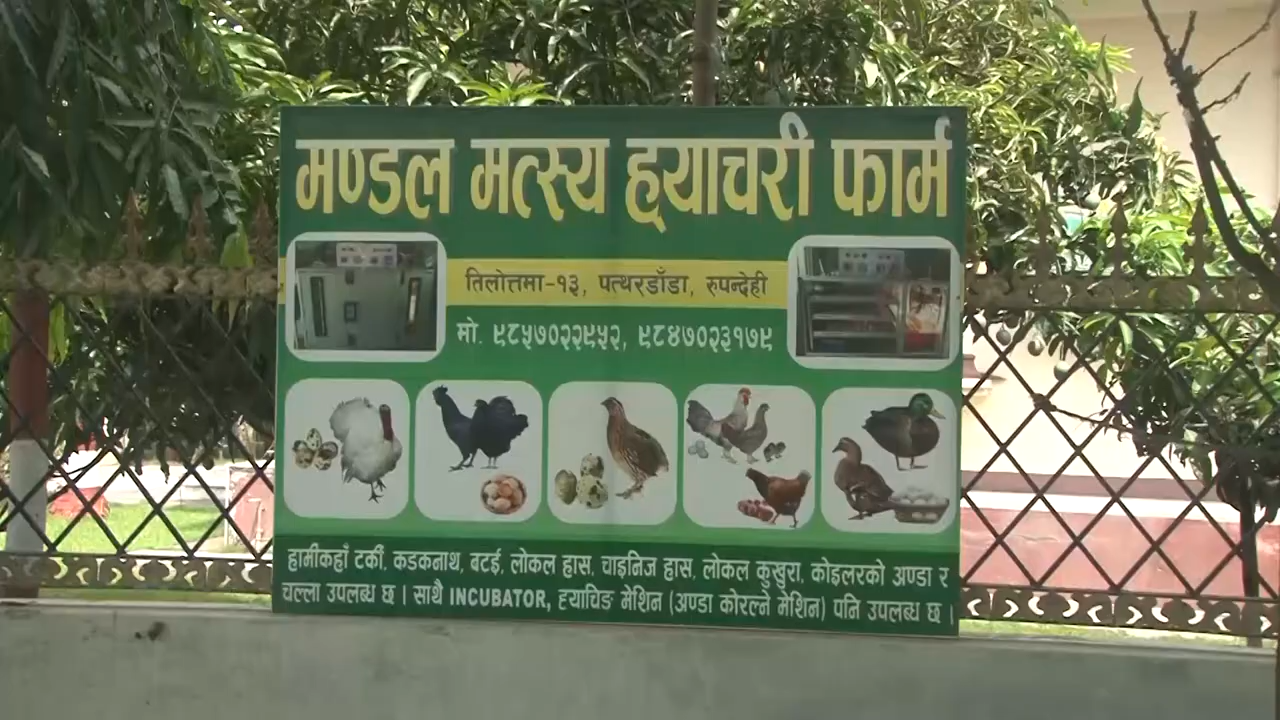 मण्डल मत्स्य ह्याचरी फार्म
तिलोत्तमा-१३, पत्थरडाँडा, रुपन्देही
मो. ९८५७०२२९५२, ९८४७०२३१७९
हामीकहाँ टर्की, कडकनाथ, बटई, लोकल हास, चाइनिज हास, लोकल कुखुरा, कोइलरको अण्डा र
चल्ला उपलब्ध छ । साथै INCUBATOR, ह्याचिङ मेशिन (अण्डा कोरल्ने मेशिन) पनि उपलब्ध छ ।